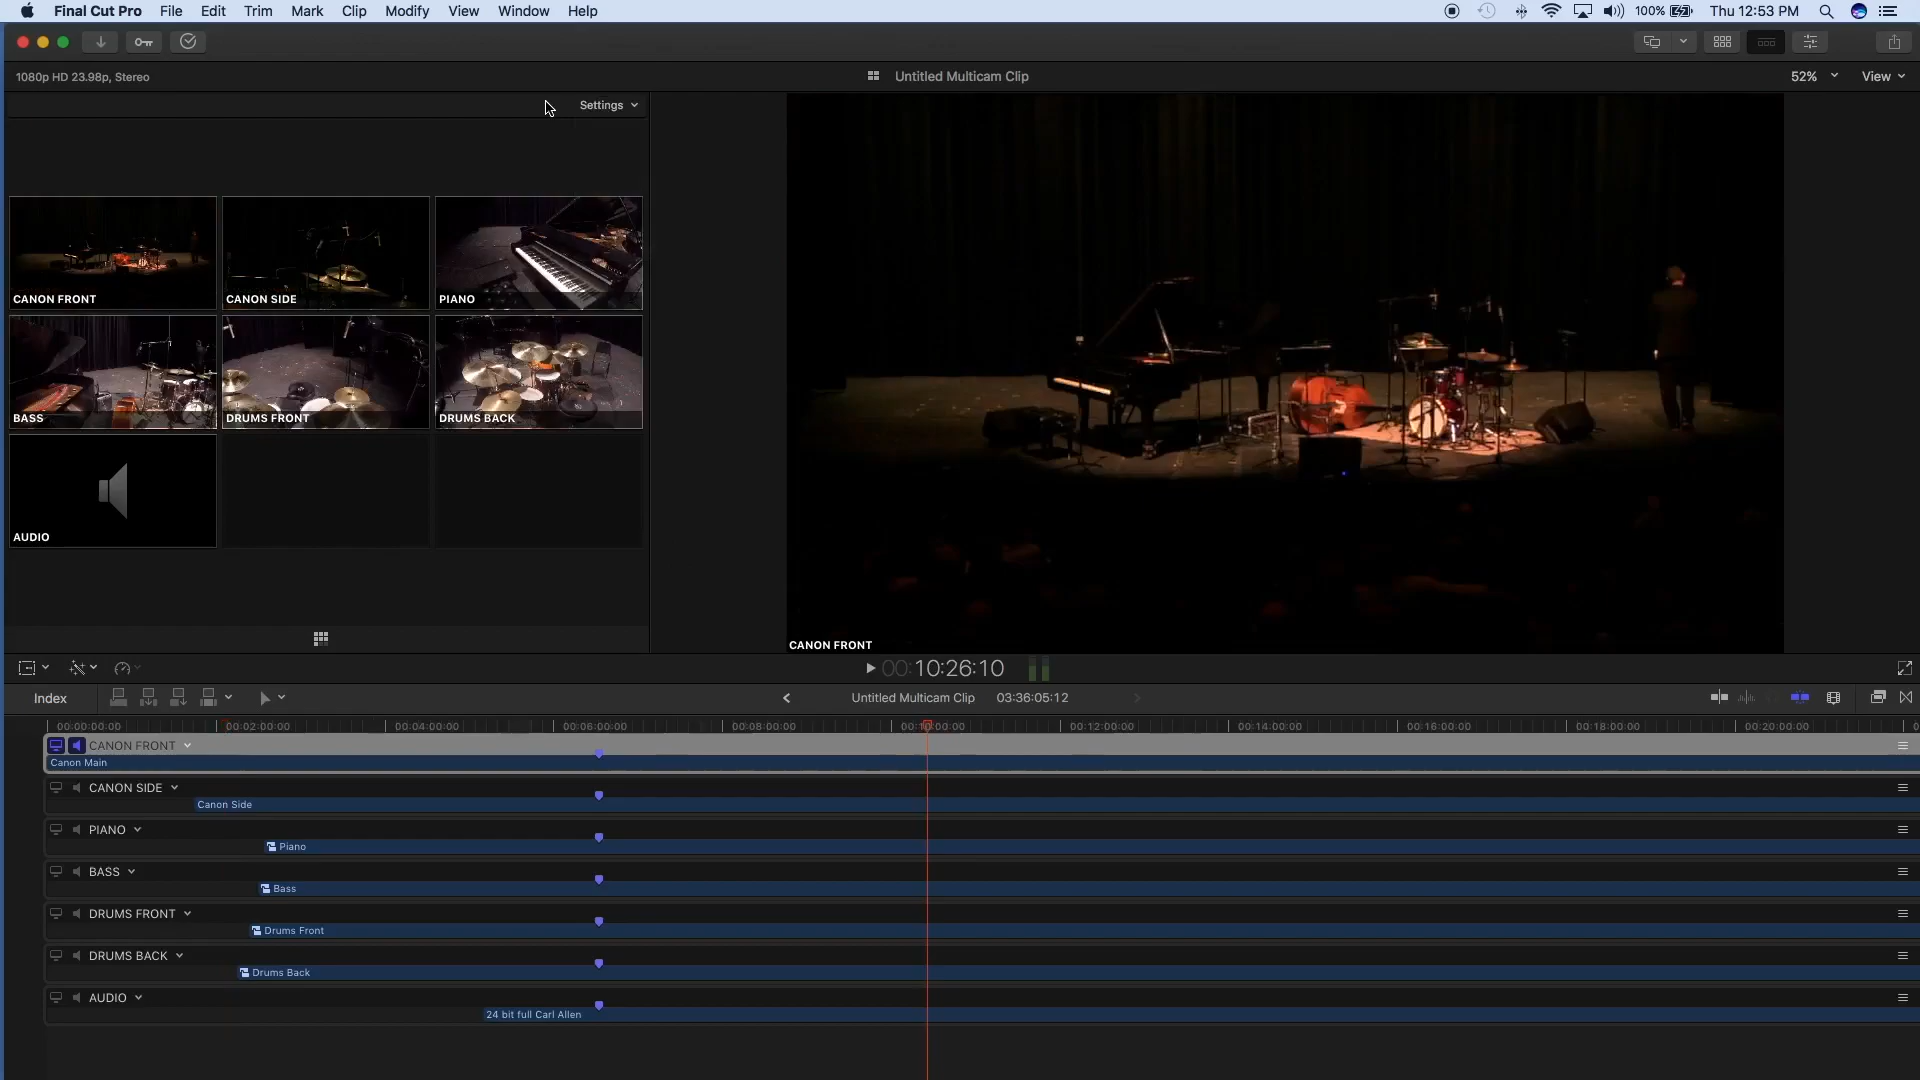 Final Cut Pro File Edit Trim Mark Clip Modify View Window Help 100% Thu 12:53 PM
1080p HD 23.98p, Stereo Untitled Multicam Clip 52% View
Settings
CANON FRONT CANON SIDE PIANO
BASS DRUMS FRONT DRUMS BACK
AUDIO
CANON FRONT
00:10:26:10
Index Untitled Multicam Clip 03:36:05:12
00:00:00:00 00:02:00:00 00:04:00:00 00:06:00:00 00:08:00:00 00:10:00:00 00:12:00:00 00:14:00:00 00:16:00:00 00:18:00:00 00:20:00:00
CANON FRONT
Canon Main
CANON SIDE
Canon Side
PIANO
Piano
BASS
Bass
DRUMS FRONT
Drums Front
DRUMS BACK
Drums Back
AUDIO
24 bit full Carl Allen